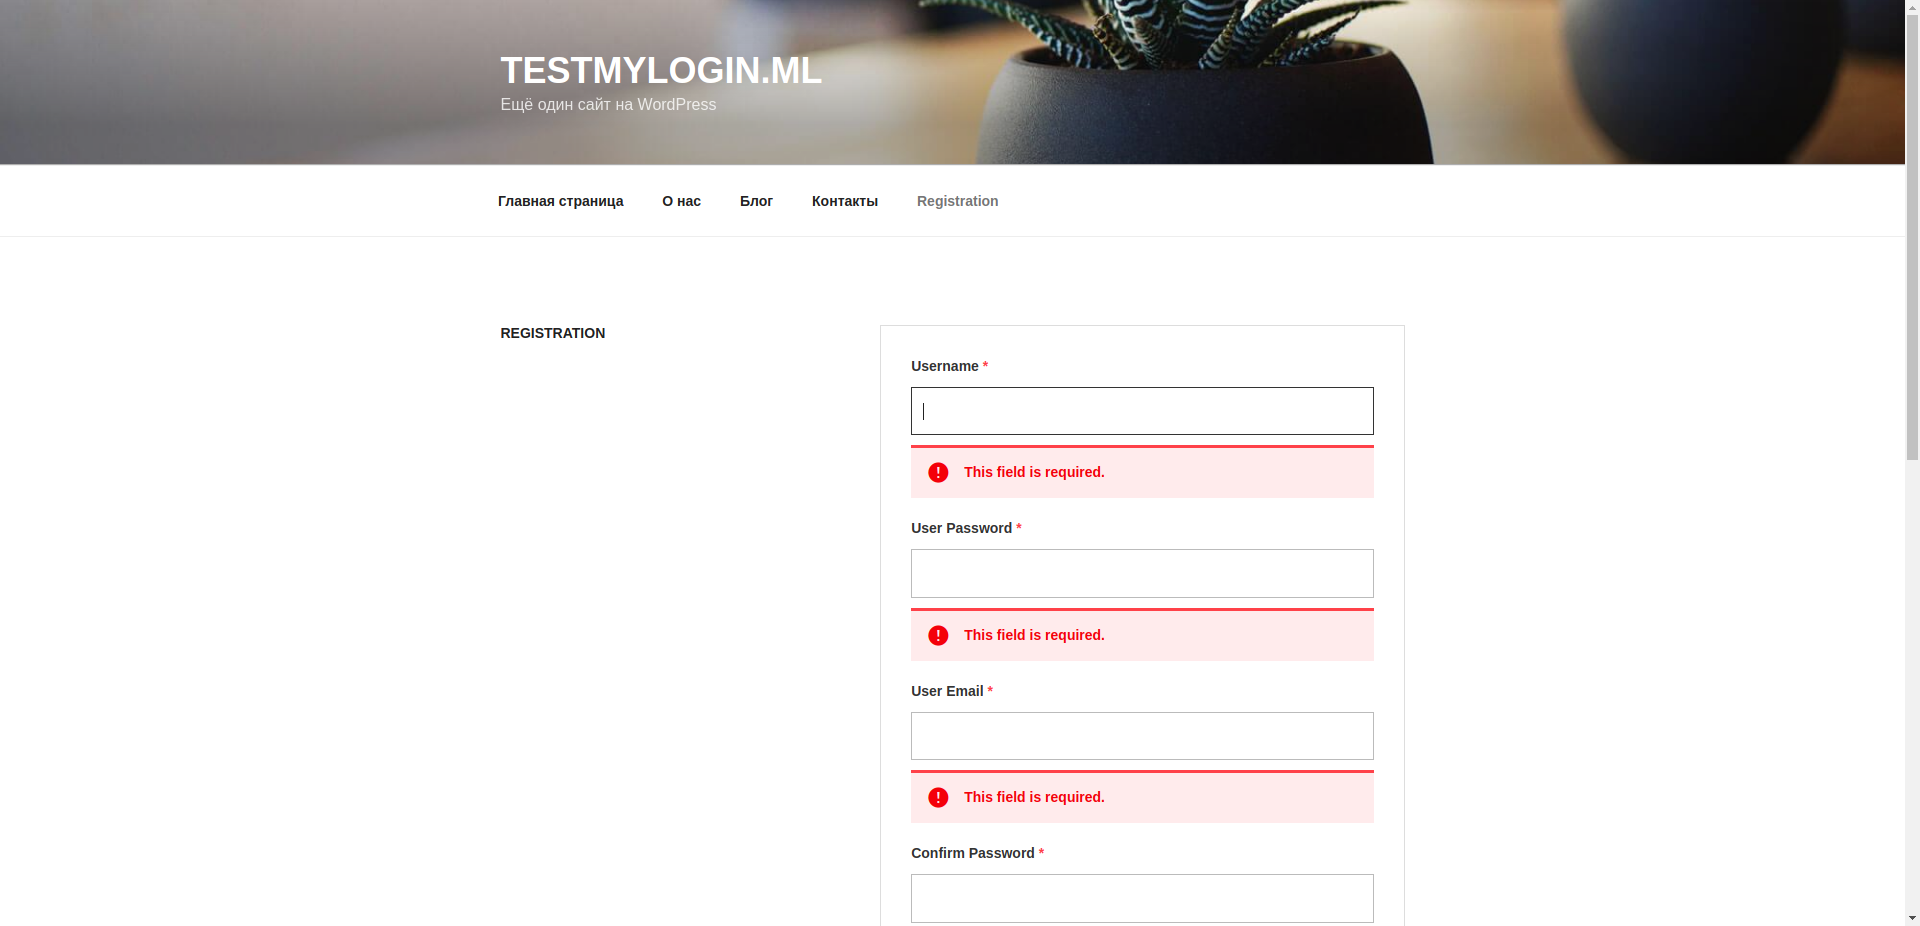 TESTMYLOGIN.ML
Ещё один сайт на WordPress
Главная страница О нас Блог Контакты Registration
REGISTRATION
Username *
This field is required.
User Password *
This field is required.
User Email *
This field is required.
Confirm Password *